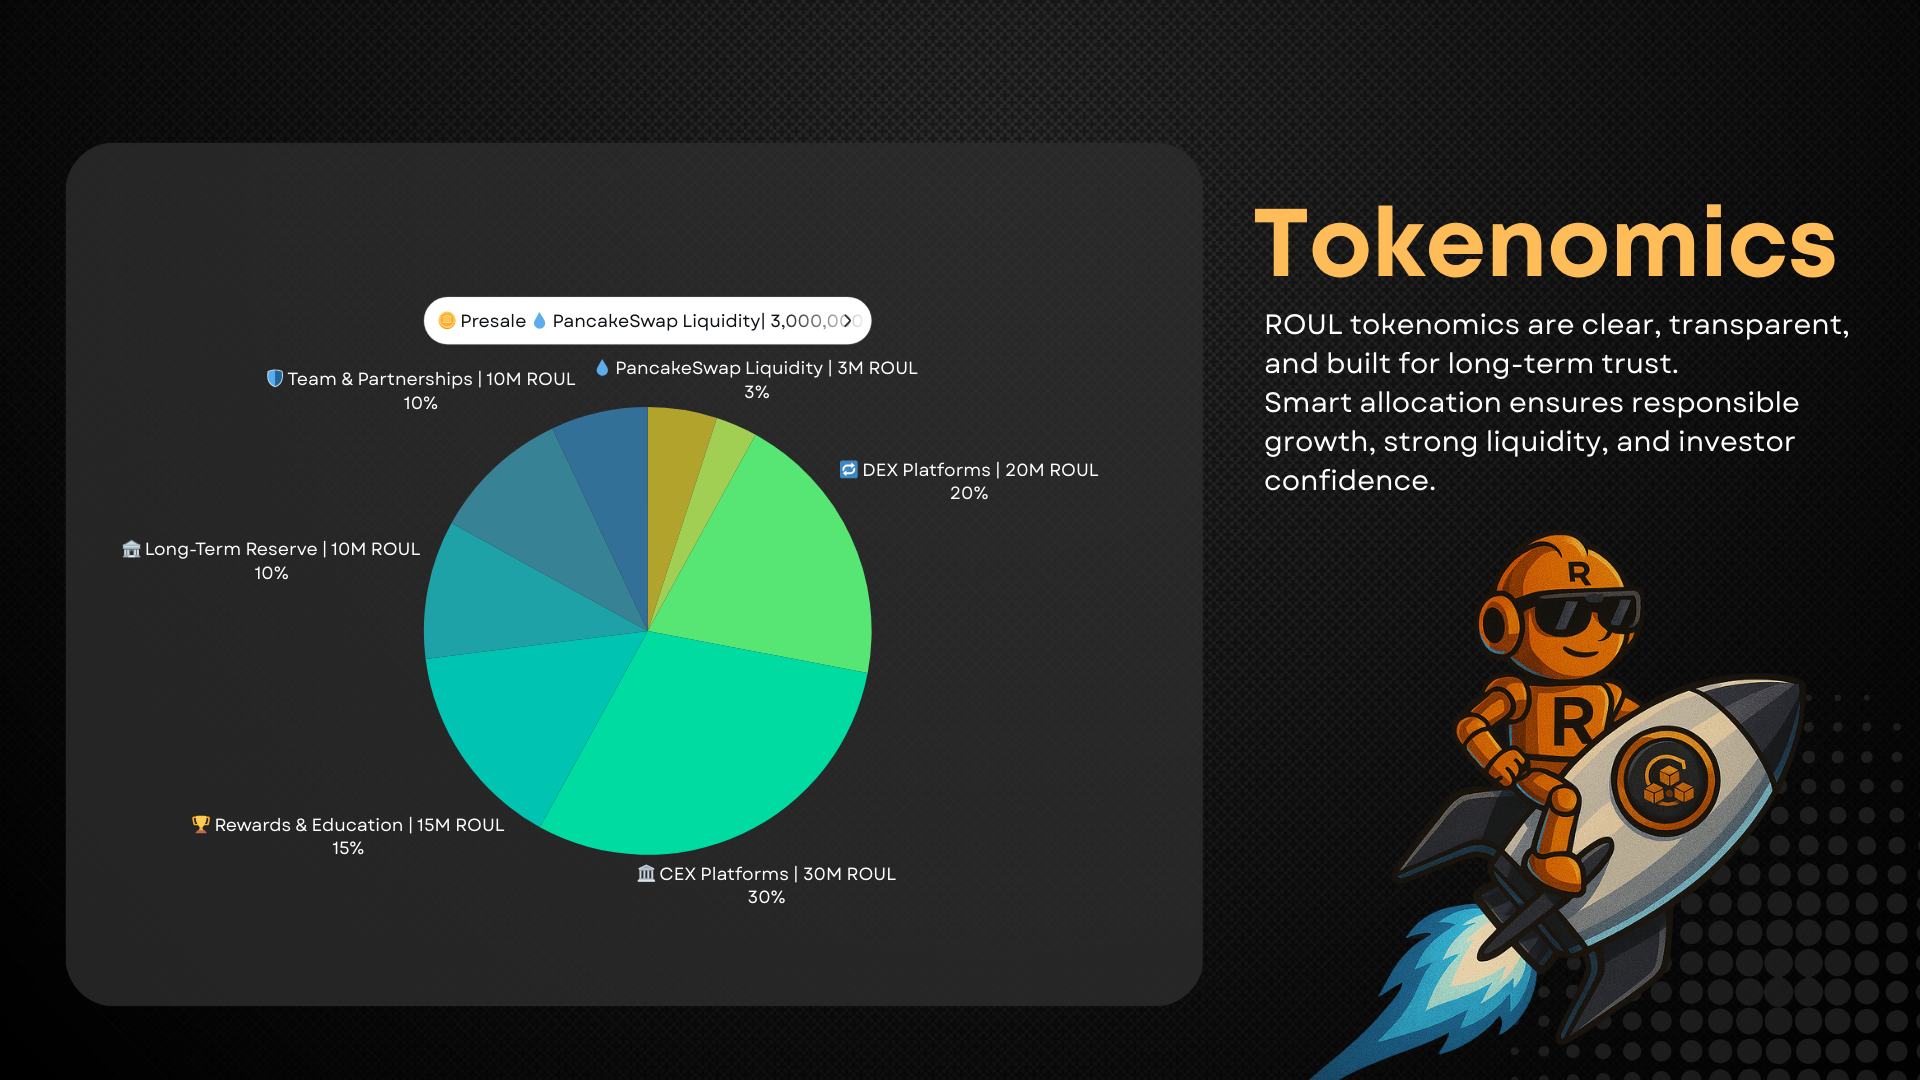 Tokenomics
ROUL tokenomics are clear, transparent,
and built for long-term trust.
Smart allocation ensures responsible
growth, strong liquidity, and investor
confidence.
🪙 Presale 💧 PancakeSwap Liquidity| 3,000,000
🛡️ Team & Partnerships | 10M ROUL
10%
💧 PancakeSwap Liquidity | 3M ROUL
3%
🔁 DEX Platforms | 20M ROUL
20%
🏦 Long-Term Reserve | 10M ROUL
10%
🏆 Rewards & Education | 15M ROUL
15%
🏛️ CEX Platforms | 30M ROUL
30%
R
R